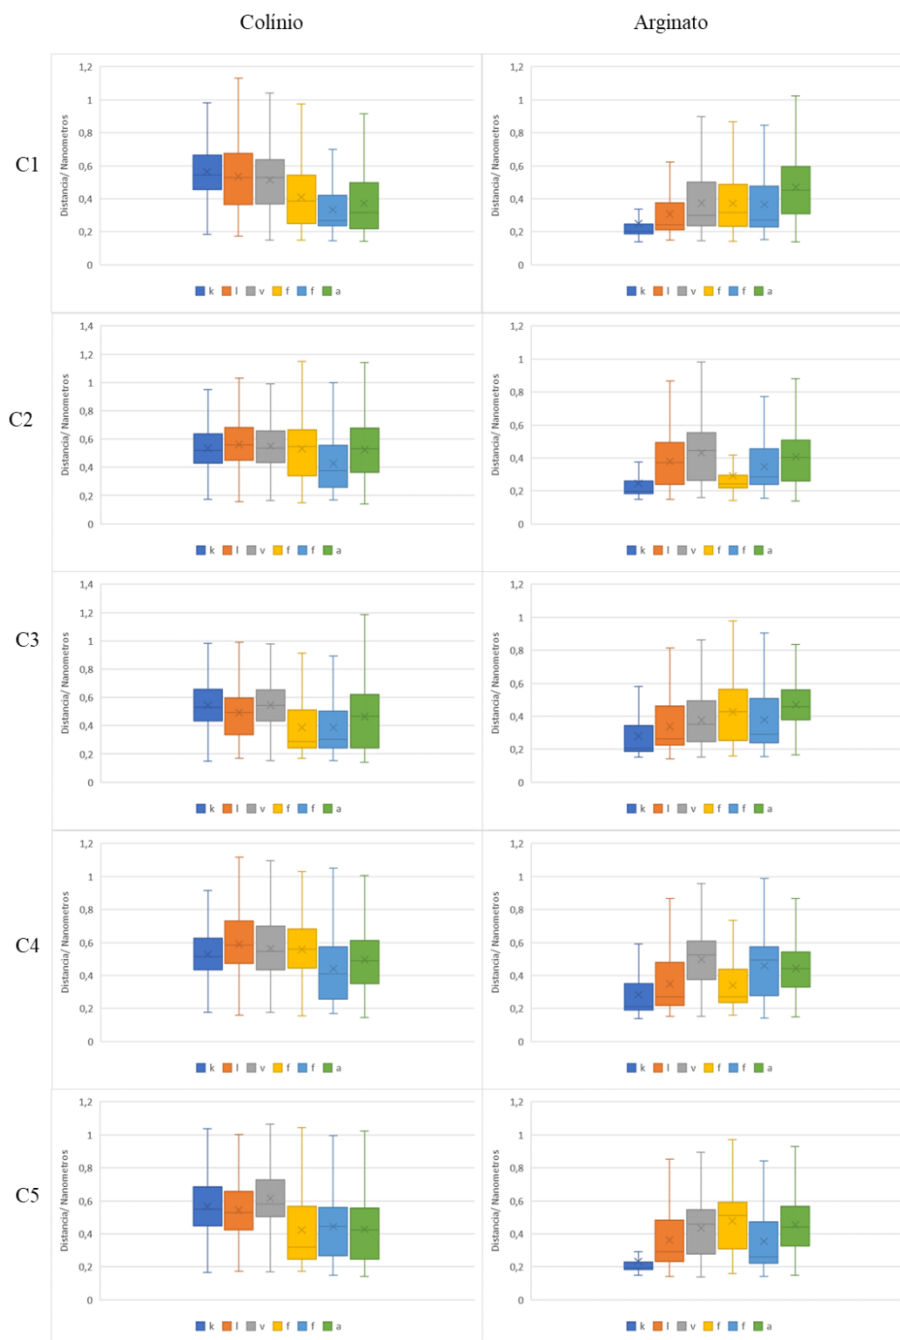 Colínio Arginato
C1
Distancia/ Nanometros
1,2
1
0,8
0,6
0,4
0,2
0
k l v f f a
Distancia/ Nanometros
1,2
1
0,8
0,6
0,4
0,2
0
k l v f f a
C2
Distancia/ Nanometros
1,4
1,2
1
0,8
0,6
0,4
0,2
0
k l v f f a
Distancia/ Nanometros
1,2
1
0,8
0,6
0,4
0,2
0
k l v f f a
C3
Distancia/ Nanometros
1,4
1,2
1
0,8
0,6
0,4
0,2
0
k l v f f a
Distancia/ Nanometros
1,2
1
0,8
0,6
0,4
0,2
0
k l v f f a
C4
Distancia/ Nanometros
1,2
1
0,8
0,6
0,4
0,2
0
k l v f f a
Distancia/ Nanometros
1,2
1
0,8
0,6
0,4
0,2
0
k l v f f a
C5
Distancia/ Nanometros
1,2
1
0,8
0,6
0,4
0,2
0
k l v f f a
Distancia/ Nanometros
1,2
1
0,8
0,6
0,4
0,2
0
k l v f f a